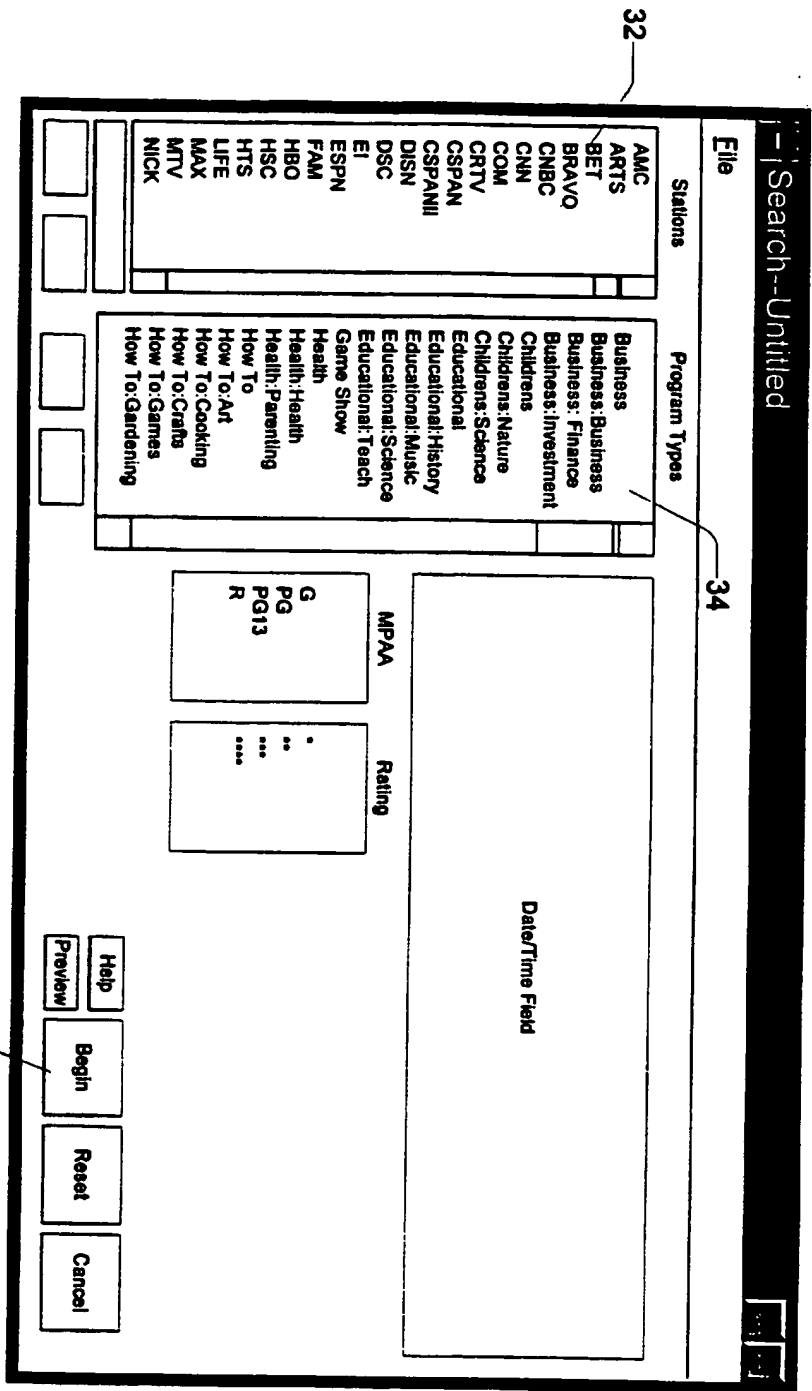 Search--Untitled
File
34
Stations
Program Types
32
AMC
ARTS
BET
BRAVO
CNBC
CNN
COM
CRTV
CSPAN
CSPANII
DISN
DSC
EI
ESPN
FAM
HBO
HSC
HTS
LIFE
MAX
MTV
NICK
Business
Business:Business
Business: Finance
Business:Investment
Childrens
Childrens:Nature
Childrens:Science
Educational
Educational:History
Educational:Music
Educational:Science
Educational:Teach
Game Show
Health
Health:Health
Health:Parenting
How To
How To:Art
How To:Cooking
How To:Crafts
How To:Games
How To:Gardening
Date/Time Field
MPAA
G
PG
PG13
R
Rating
*
**
***
****
Help
Preview
Begin
Reset
Cancel